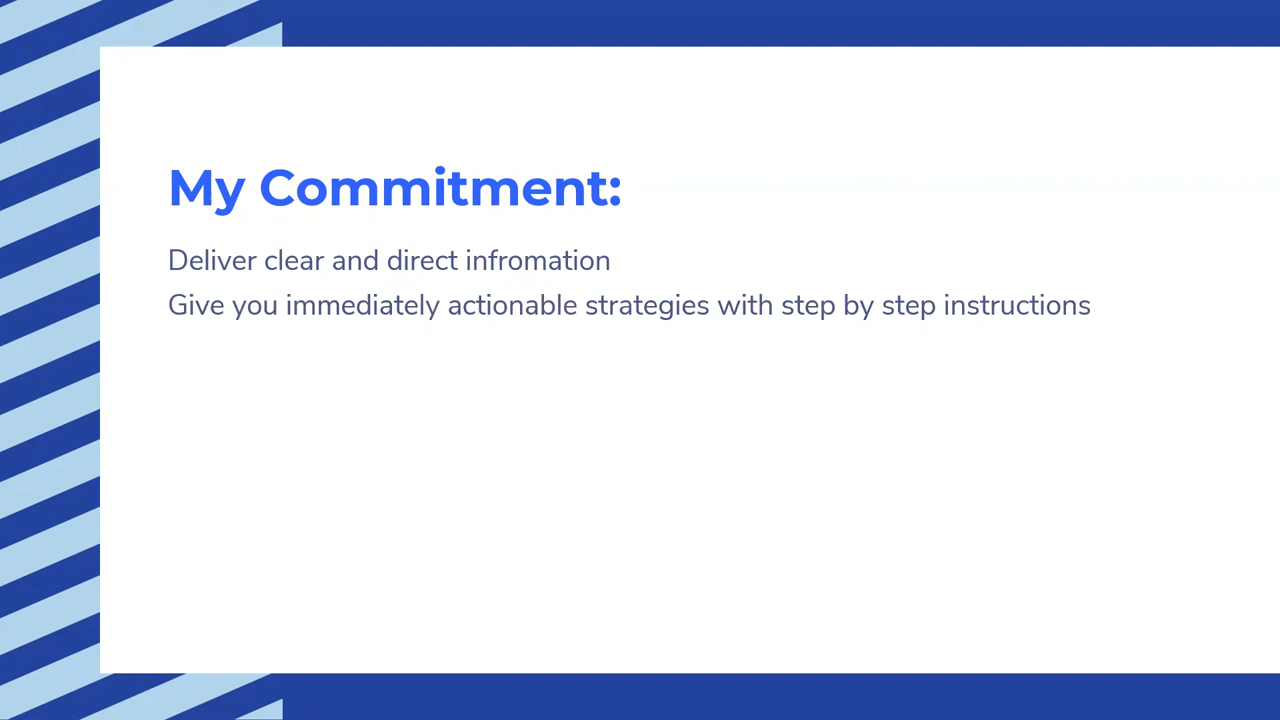 My Commitment:
Deliver clear and direct infromation
Give you immediately actionable strategies with step by step instructions